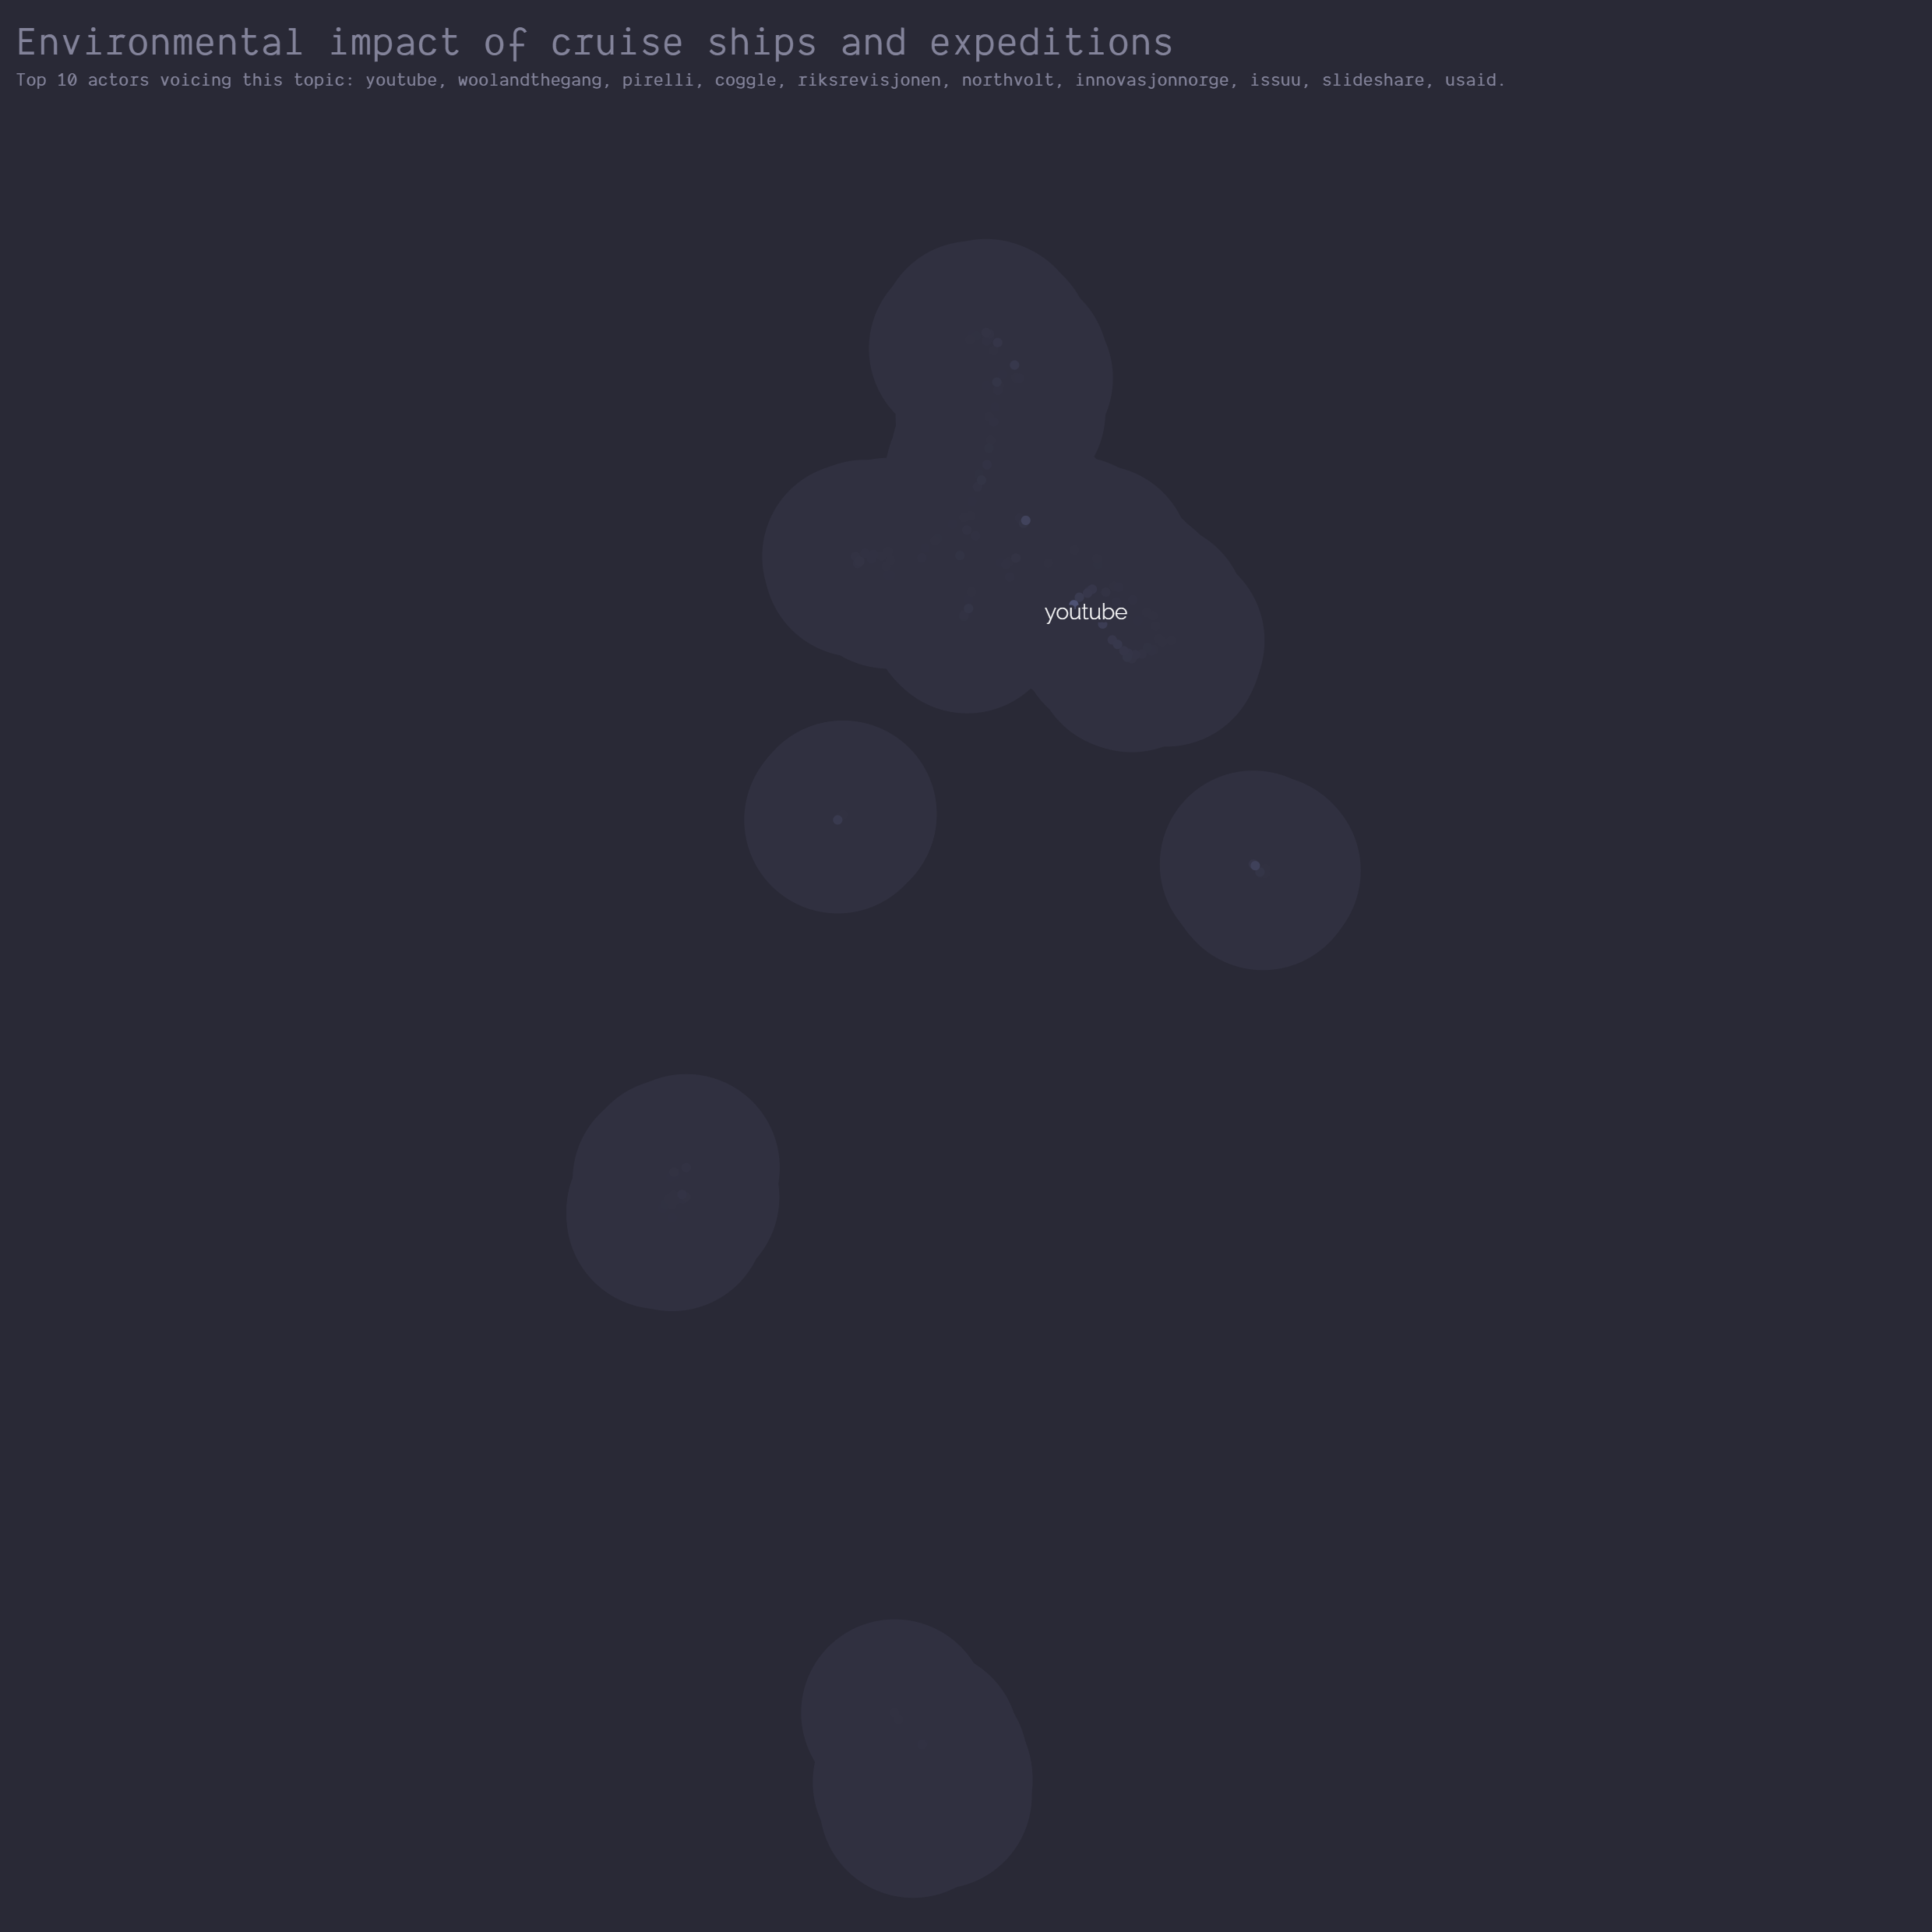 Environmental impact of cruise ships and expeditions
Top 10 actors voicing this topic: youtube, woolandthegang, pirelli, coggle, riksrevisjonen, northvolt, innovasjonnorge, issuu, slideshare, usaid.
youtube